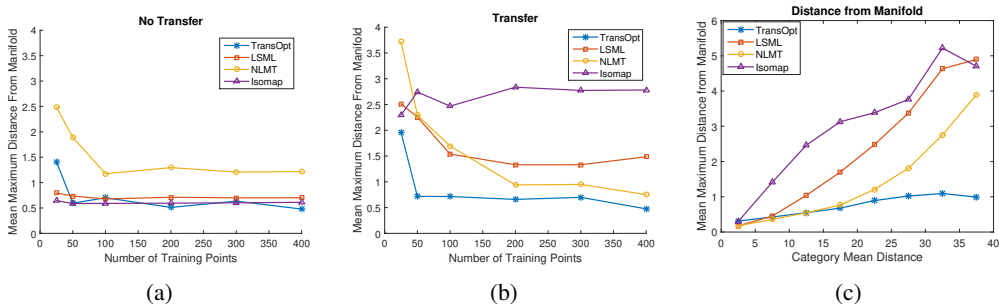 No Transfer
Mean Maximum Distance From Manifold
4
3.5
3
2.5
2
1.5
1
0.5
0
0 50 100 150 200 250 300 350 400
Number of Training Points
TransOpt
LSML
NLMT
Isomap
(a)
Transfer
Mean Maximum Distance From Manifold
4
3.5
3
2.5
2
1.5
1
0.5
0
0 50 100 150 200 250 300 350 400
Number of Training Points
TransOpt
LSML
NLMT
Isomap
(b)
Distance from Manifold
Mean Maximum Distance from Manifold
6
5
4
3
2
1
0
0 5 10 15 20 25 30 35 40
Category Mean Distance
TransOpt
LSML
NLMT
Isomap
(c)